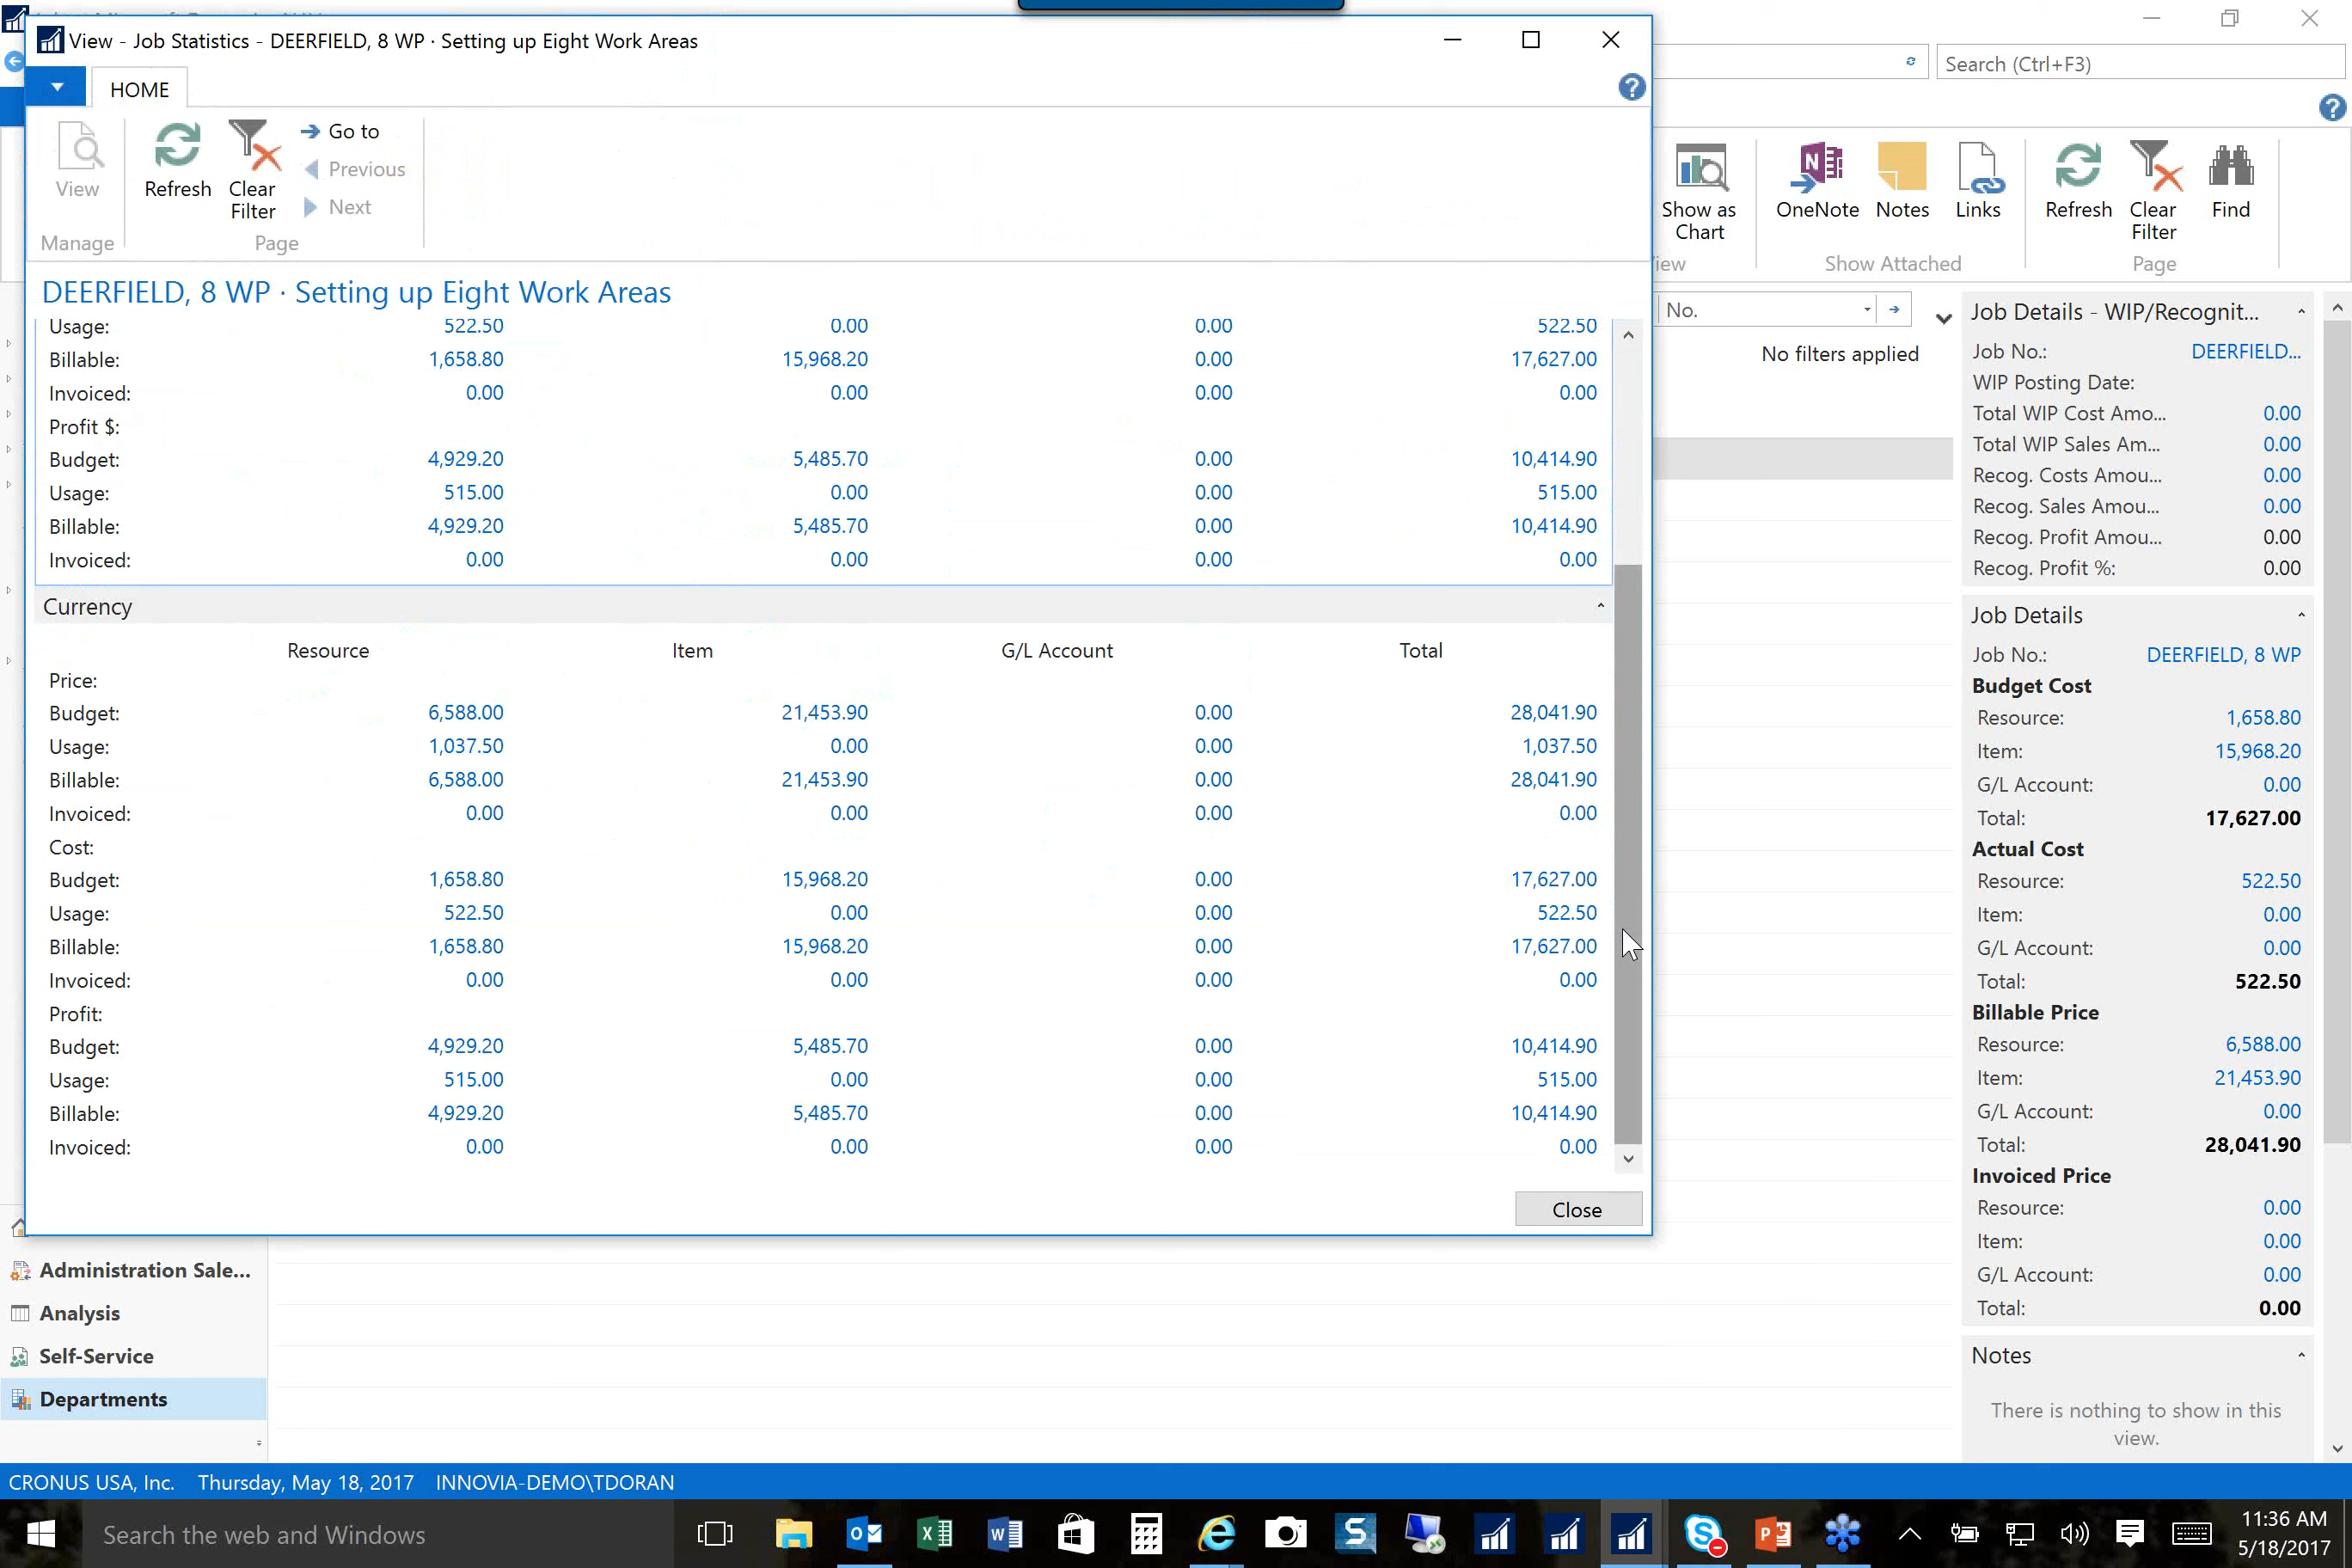 View - Job Statistics - DEERFIELD, 8 WP · Setting up Eight Work Areas
Search (Ctrl+F3)
HOME
View
Refresh
Clear Filter
Go to
Previous
Next
Manage
Page
Show as Chart
OneNote
Notes
Links
Refresh
Clear Filter
Find
iew
Show Attached
Page
DEERFIELD, 8 WP · Setting up Eight Work Areas
Usage: 522.50 0.00 0.00 522.50
Billable: 1,658.80 15,968.20 0.00 17,627.00
Invoiced: 0.00 0.00 0.00 0.00
Profit $:
Budget: 4,929.20 5,485.70 0.00 10,414.90
Usage: 515.00 0.00 0.00 515.00
Billable: 4,929.20 5,485.70 0.00 10,414.90
Invoiced: 0.00 0.00 0.00 0.00
Currency
Resource Item G/L Account Total
Price:
Budget: 6,588.00 21,453.90 0.00 28,041.90
Usage: 1,037.50 0.00 0.00 1,037.50
Billable: 6,588.00 21,453.90 0.00 28,041.90
Invoiced: 0.00 0.00 0.00 0.00
Cost:
Budget: 1,658.80 15,968.20 0.00 17,627.00
Usage: 522.50 0.00 0.00 522.50
Billable: 1,658.80 15,968.20 0.00 17,627.00
Invoiced: 0.00 0.00 0.00 0.00
Profit:
Budget: 4,929.20 5,485.70 0.00 10,414.90
Usage: 515.00 0.00 0.00 515.00
Billable: 4,929.20 5,485.70 0.00 10,414.90
Invoiced: 0.00 0.00 0.00 0.00
Close
No.
No filters applied
Job Details - WIP/Recognit...
Job No.: DEERFIELD...
WIP Posting Date:
Total WIP Cost Amo... 0.00
Total WIP Sales Am... 0.00
Recog. Costs Amou... 0.00
Recog. Sales Amou... 0.00
Recog. Profit Amou... 0.00
Recog. Profit %: 0.00
Job Details
Job No.: DEERFIELD, 8 WP
Budget Cost
Resource: 1,658.80
Item: 15,968.20
G/L Account: 0.00
Total: 17,627.00
Actual Cost
Resource: 522.50
Item: 0.00
G/L Account: 0.00
Total: 522.50
Billable Price
Resource: 6,588.00
Item: 21,453.90
G/L Account: 0.00
Total: 28,041.90
Invoiced Price
Resource: 0.00
Item: 0.00
G/L Account: 0.00
Total: 0.00
Notes
There is nothing to show in this
view.
Administration Sale...
Analysis
Self-Service
Departments
CRONUS USA, Inc. Thursday, May 18, 2017 INNOVIA-DEMO\TDORAN
Search the web and Windows
11:36 AM
5/18/2017